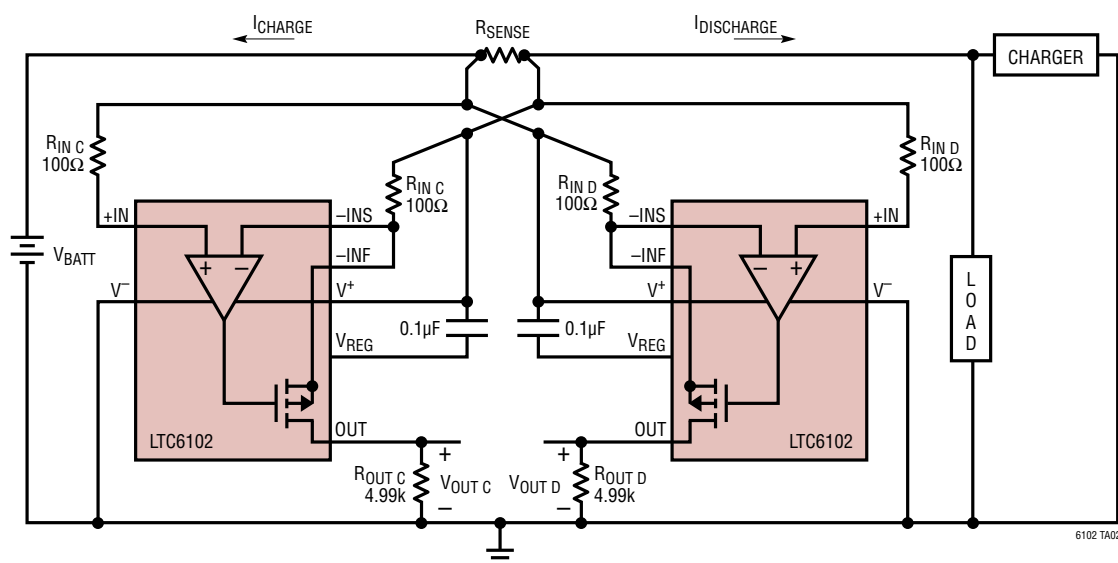 ICHARGE
RSENSE
IDISCHARGE
CHARGER
RIN C
100Ω
RIN C
100Ω
RIN D
100Ω
RIN D
100Ω
+IN
–INS
–INF
V–
V+
VREG
OUT
+ –
LTC6102
VBATT
0.1µF
0.1µF
–INS
–INF
V+
VREG
OUT
+IN
V–
– +
LTC6102
LOAD
ROUT C
4.99k
+
VOUT C
–
+
VOUT D
–
ROUT D
4.99k
6102 TA02